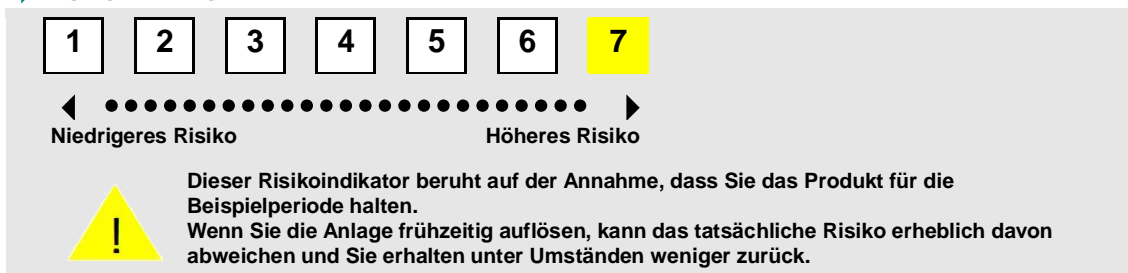 1 2 3 4 5 6 7
Niedrigeres Risiko Höheres Risiko
Dieser Risikoindikator beruht auf der Annahme, dass Sie das Produkt für die
Beispielperiode halten.
Wenn Sie die Anlage frühzeitig auflösen, kann das tatsächliche Risiko erheblich davon
abweichen und Sie erhalten unter Umständen weniger zurück.
!